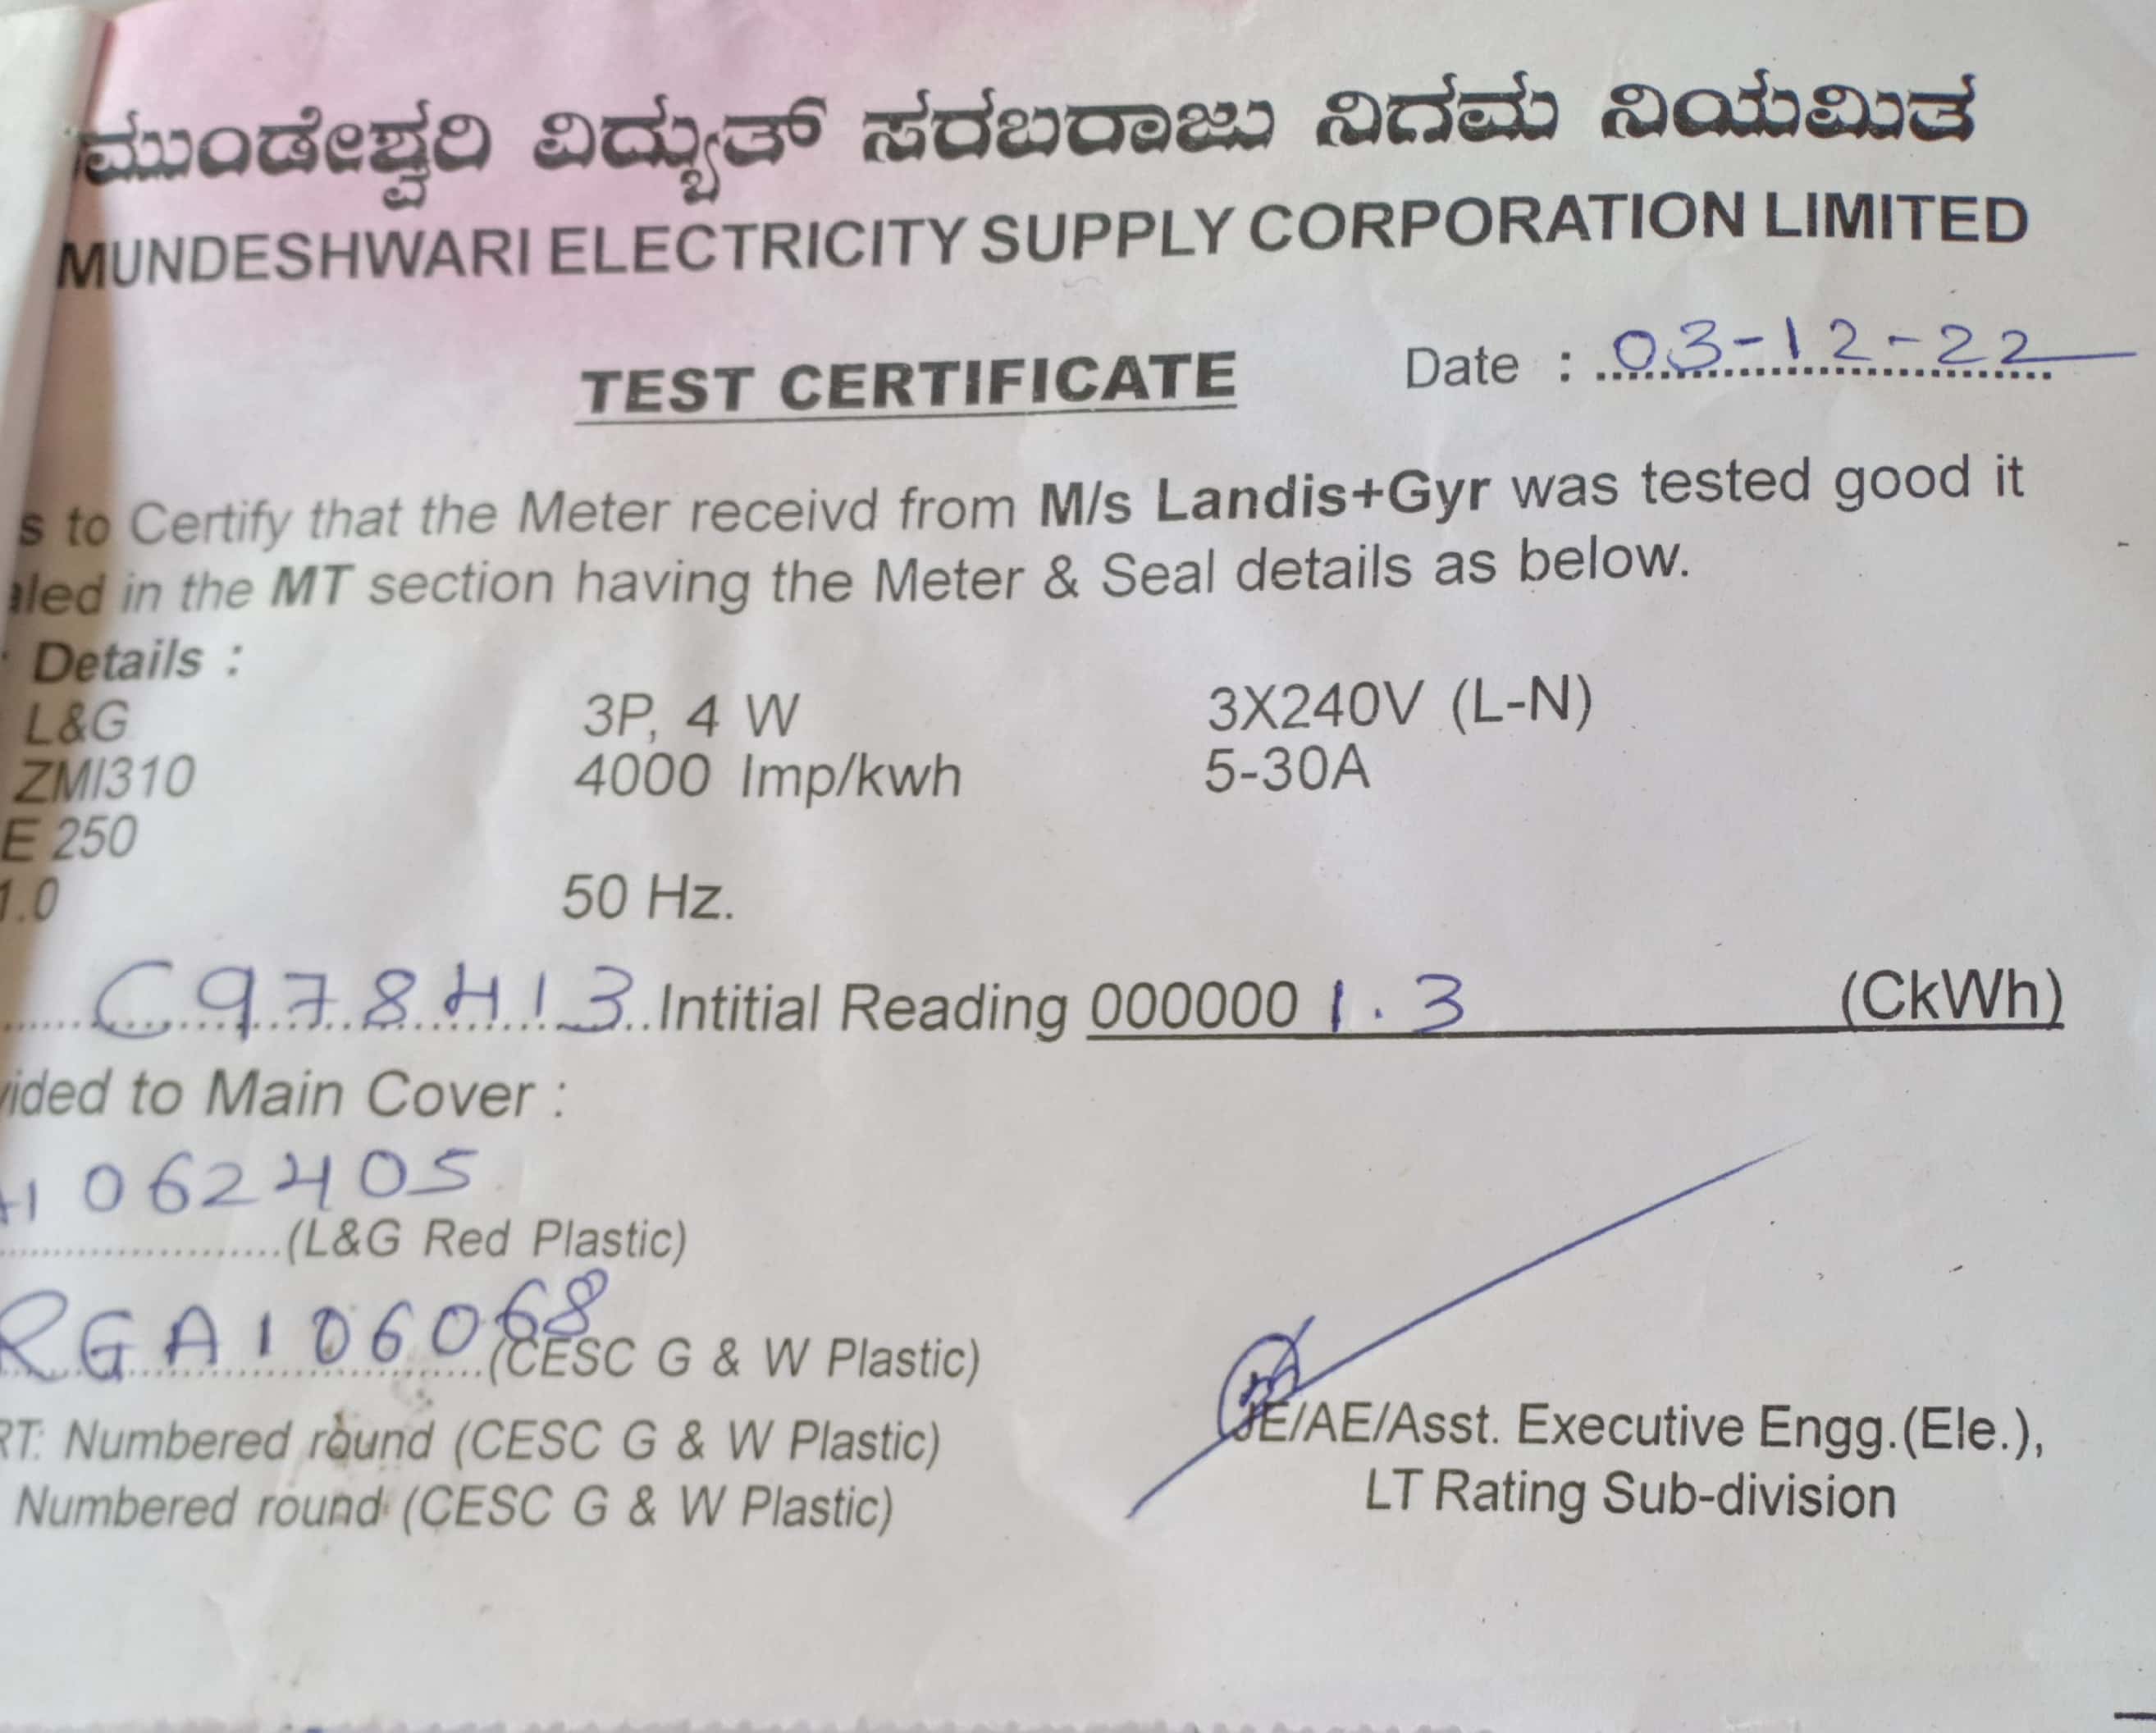 ಮುಂಡೇಶ್ವರಿ ವಿದ್ಯುತ್ ಸರಬರಾಜು ನಿಗಮ ನಿಯಮಿತ
MUNDESHWARI ELECTRICITY SUPPLY CORPORATION LIMITED
TEST CERTIFICATE
Date : 03-12-22
s to Certify that the Meter receivd from M/s Landis+Gyr was tested good it
aled in the MT section having the Meter & Seal details as below.
Details :
L&G 3P, 4 W 3X240V (L-N)
ZMI310 4000 Imp/kwh 5-30A
E 250
1.0 50 Hz.
C978413 Intitial Reading 000000 1.3 (CkWh)
vided to Main Cover :
1062405
(L&G Red Plastic)
RGA106068
(CESC G & W Plastic)
RT: Numbered round (CESC G & W Plastic)
Numbered round (CESC G & W Plastic)
JE/AE/Asst. Executive Engg.(Ele.),
LT Rating Sub-division